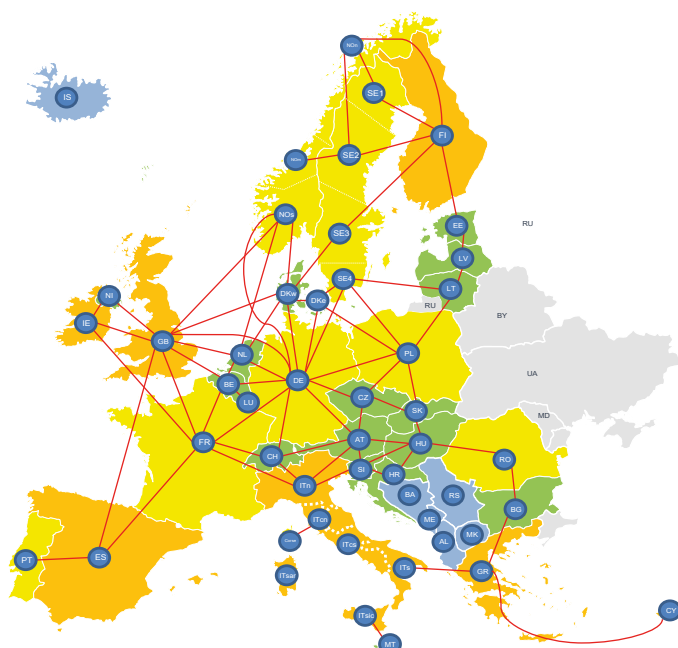 NOn
IS
SE1
FI
SE2
NOm
NOs
RU
EE
SE3
LV
SE4
LT
DKw
NI
DKe
RU
BY
IE
GB
NL
PL
UA
DE
BE
CZ
LU
SK
MD
FR
AT
HU
CH
RO
SI
HR
ITn
BA
RS
BG
ITcn
ME
MK
AL
ITcs
PT
ES
ITs
GR
ITsar
CY
ITsic
MT